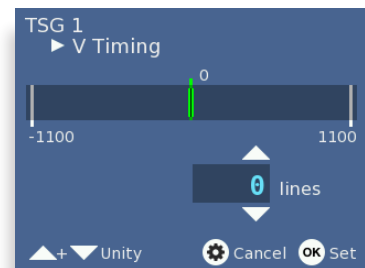 TSG 1
▶ V Timing
0
-1100 1100
0 lines
▲+▼Unity Cancel OK Set